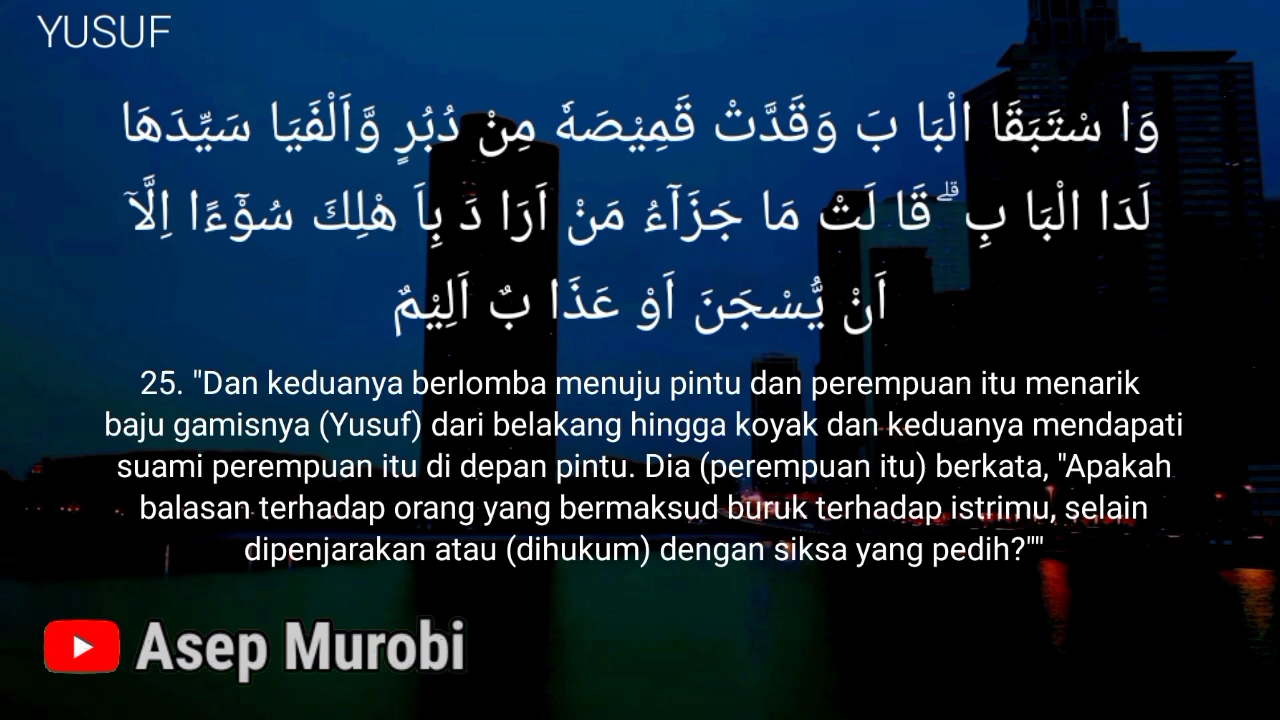 YUSUF
وَا سْتَبَقَا الْبَا بَ وَقَدَّتْ قَمِيْصَهٗ مِنْ دُبُرٍ وَّاَلْفَيَا سَيِّدَهَا
لَدَا الْبَا بِ ۗ قَا لَتْ مَا جَزَآءُ مَنْ اَرَا دَ بِاَ هْلِكَ سُوْٓءًا اِلَّاۤ
اَنْ يُّسْجَنَ اَوْ عَذَا بٌ اَلِيْمٌ
25. "Dan keduanya berlomba menuju pintu dan perempuan itu menarik
baju gamisnya (Yusuf) dari belakang hingga koyak dan keduanya mendapati
suami perempuan itu di depan pintu. Dia (perempuan itu) berkata, "Apakah
balasan terhadap orang yang bermaksud buruk terhadap istrimu, selain
dipenjarakan atau (dihukum) dengan siksa yang pedih?""
Asep Murobi